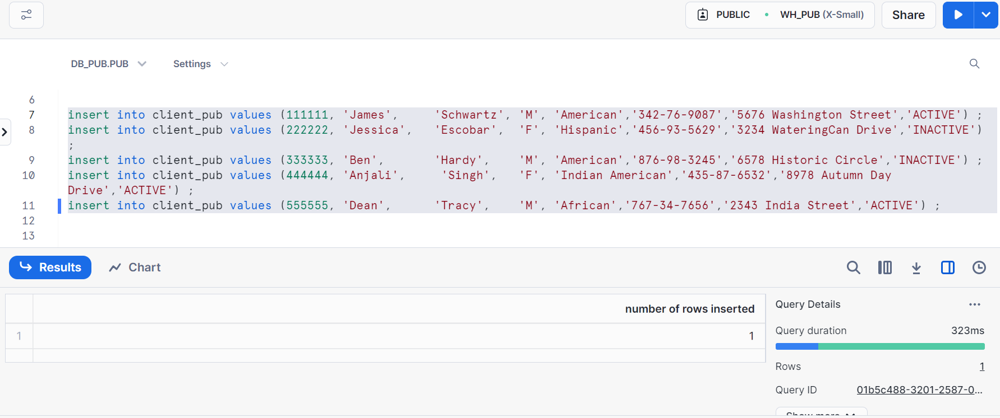 PUBLIC • WH_PUB (X-Small) Share
DB_PUB.PUB Settings
6
7 insert into client_pub values (111111, 'James', 'Schwartz', 'M', 'American','342-76-9087','5676 Washington Street','ACTIVE') ;
8 insert into client_pub values (222222, 'Jessica', 'Escobar', 'F', 'Hispanic','456-93-5629','3234 WateringCan Drive','INACTIVE')
;
9 insert into client_pub values (333333, 'Ben', 'Hardy', 'M', 'American','876-98-3245','6578 Historic Circle','INACTIVE') ;
10 insert into client_pub values (444444, 'Anjali', 'Singh', 'F', 'Indian American','435-87-6532','8978 Autumn Day
Drive','ACTIVE') ;
11 insert into client_pub values (555555, 'Dean', 'Tracy', 'M', 'African','767-34-7656','2343 India Street','ACTIVE') ;
12
13
Results Chart
number of rows inserted
1 1
Query Details ...
Query duration 323ms
Rows 1
Query ID 01b5c488-3201-2587-0...
Show more